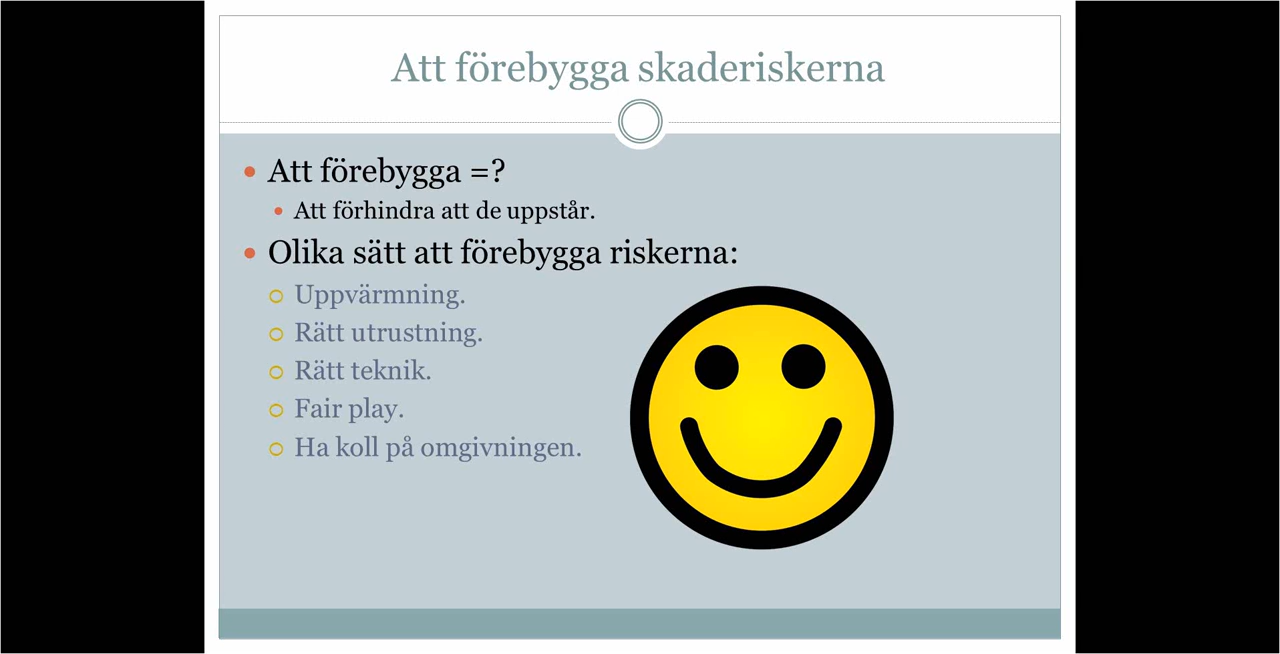 Att förebygga skaderiskerna
Att förebygga =?
Att förhindra att de uppstår.
Olika sätt att förebygga riskerna:
Uppvärmning.
Rätt utrustning.
Rätt teknik.
Fair play.
Ha koll på omgivningen.